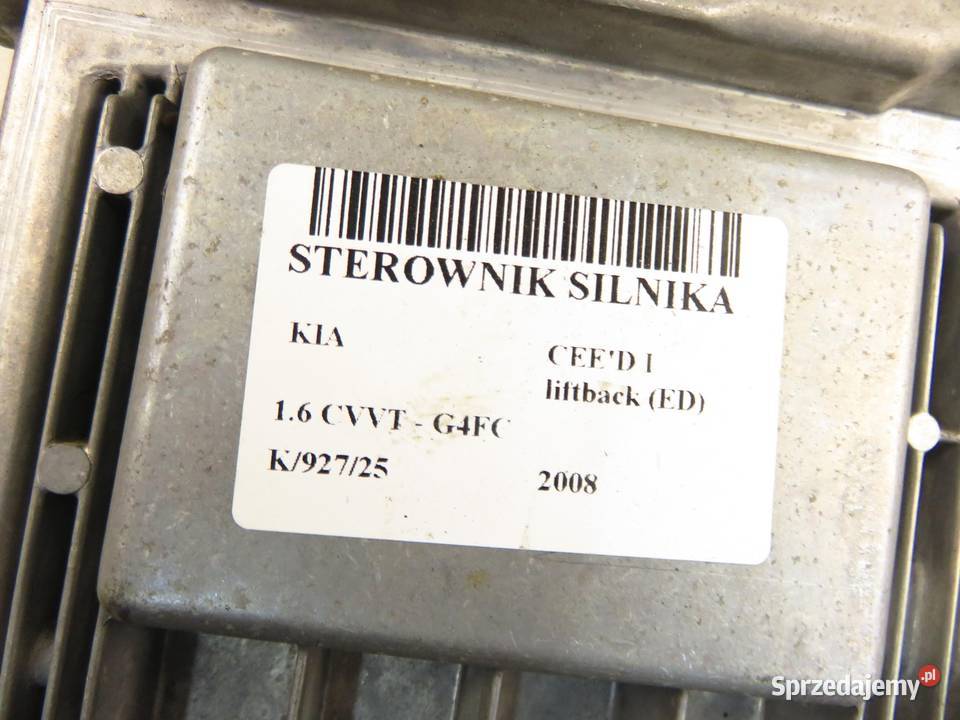 STEROWNIK SILNIKA
KIA
CEE'D I
liftback (ED)
1.6 CVVT - G4FC
K/927/25
2008
Sprzedajemy.pl